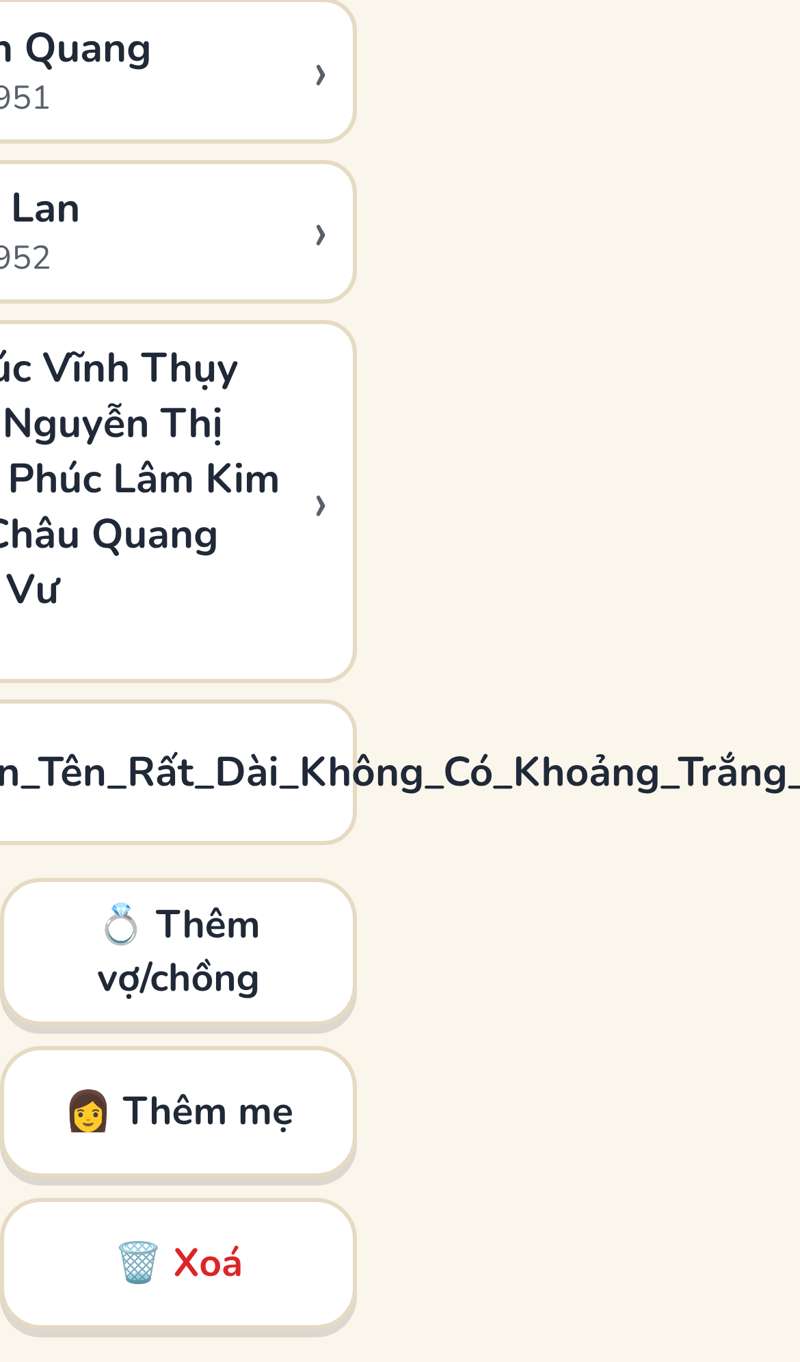 Quang
951
Lan
952
úc Vĩnh Thụy
Nguyễn Thị
Phúc Lâm Kim
Châu Quang
Vư
n_Tên_Rất_Dài_Không_Có_Khoảng_Trắng_
💍 Thêm
vợ/chồng
👩 Thêm mẹ
🗑️ Xoá